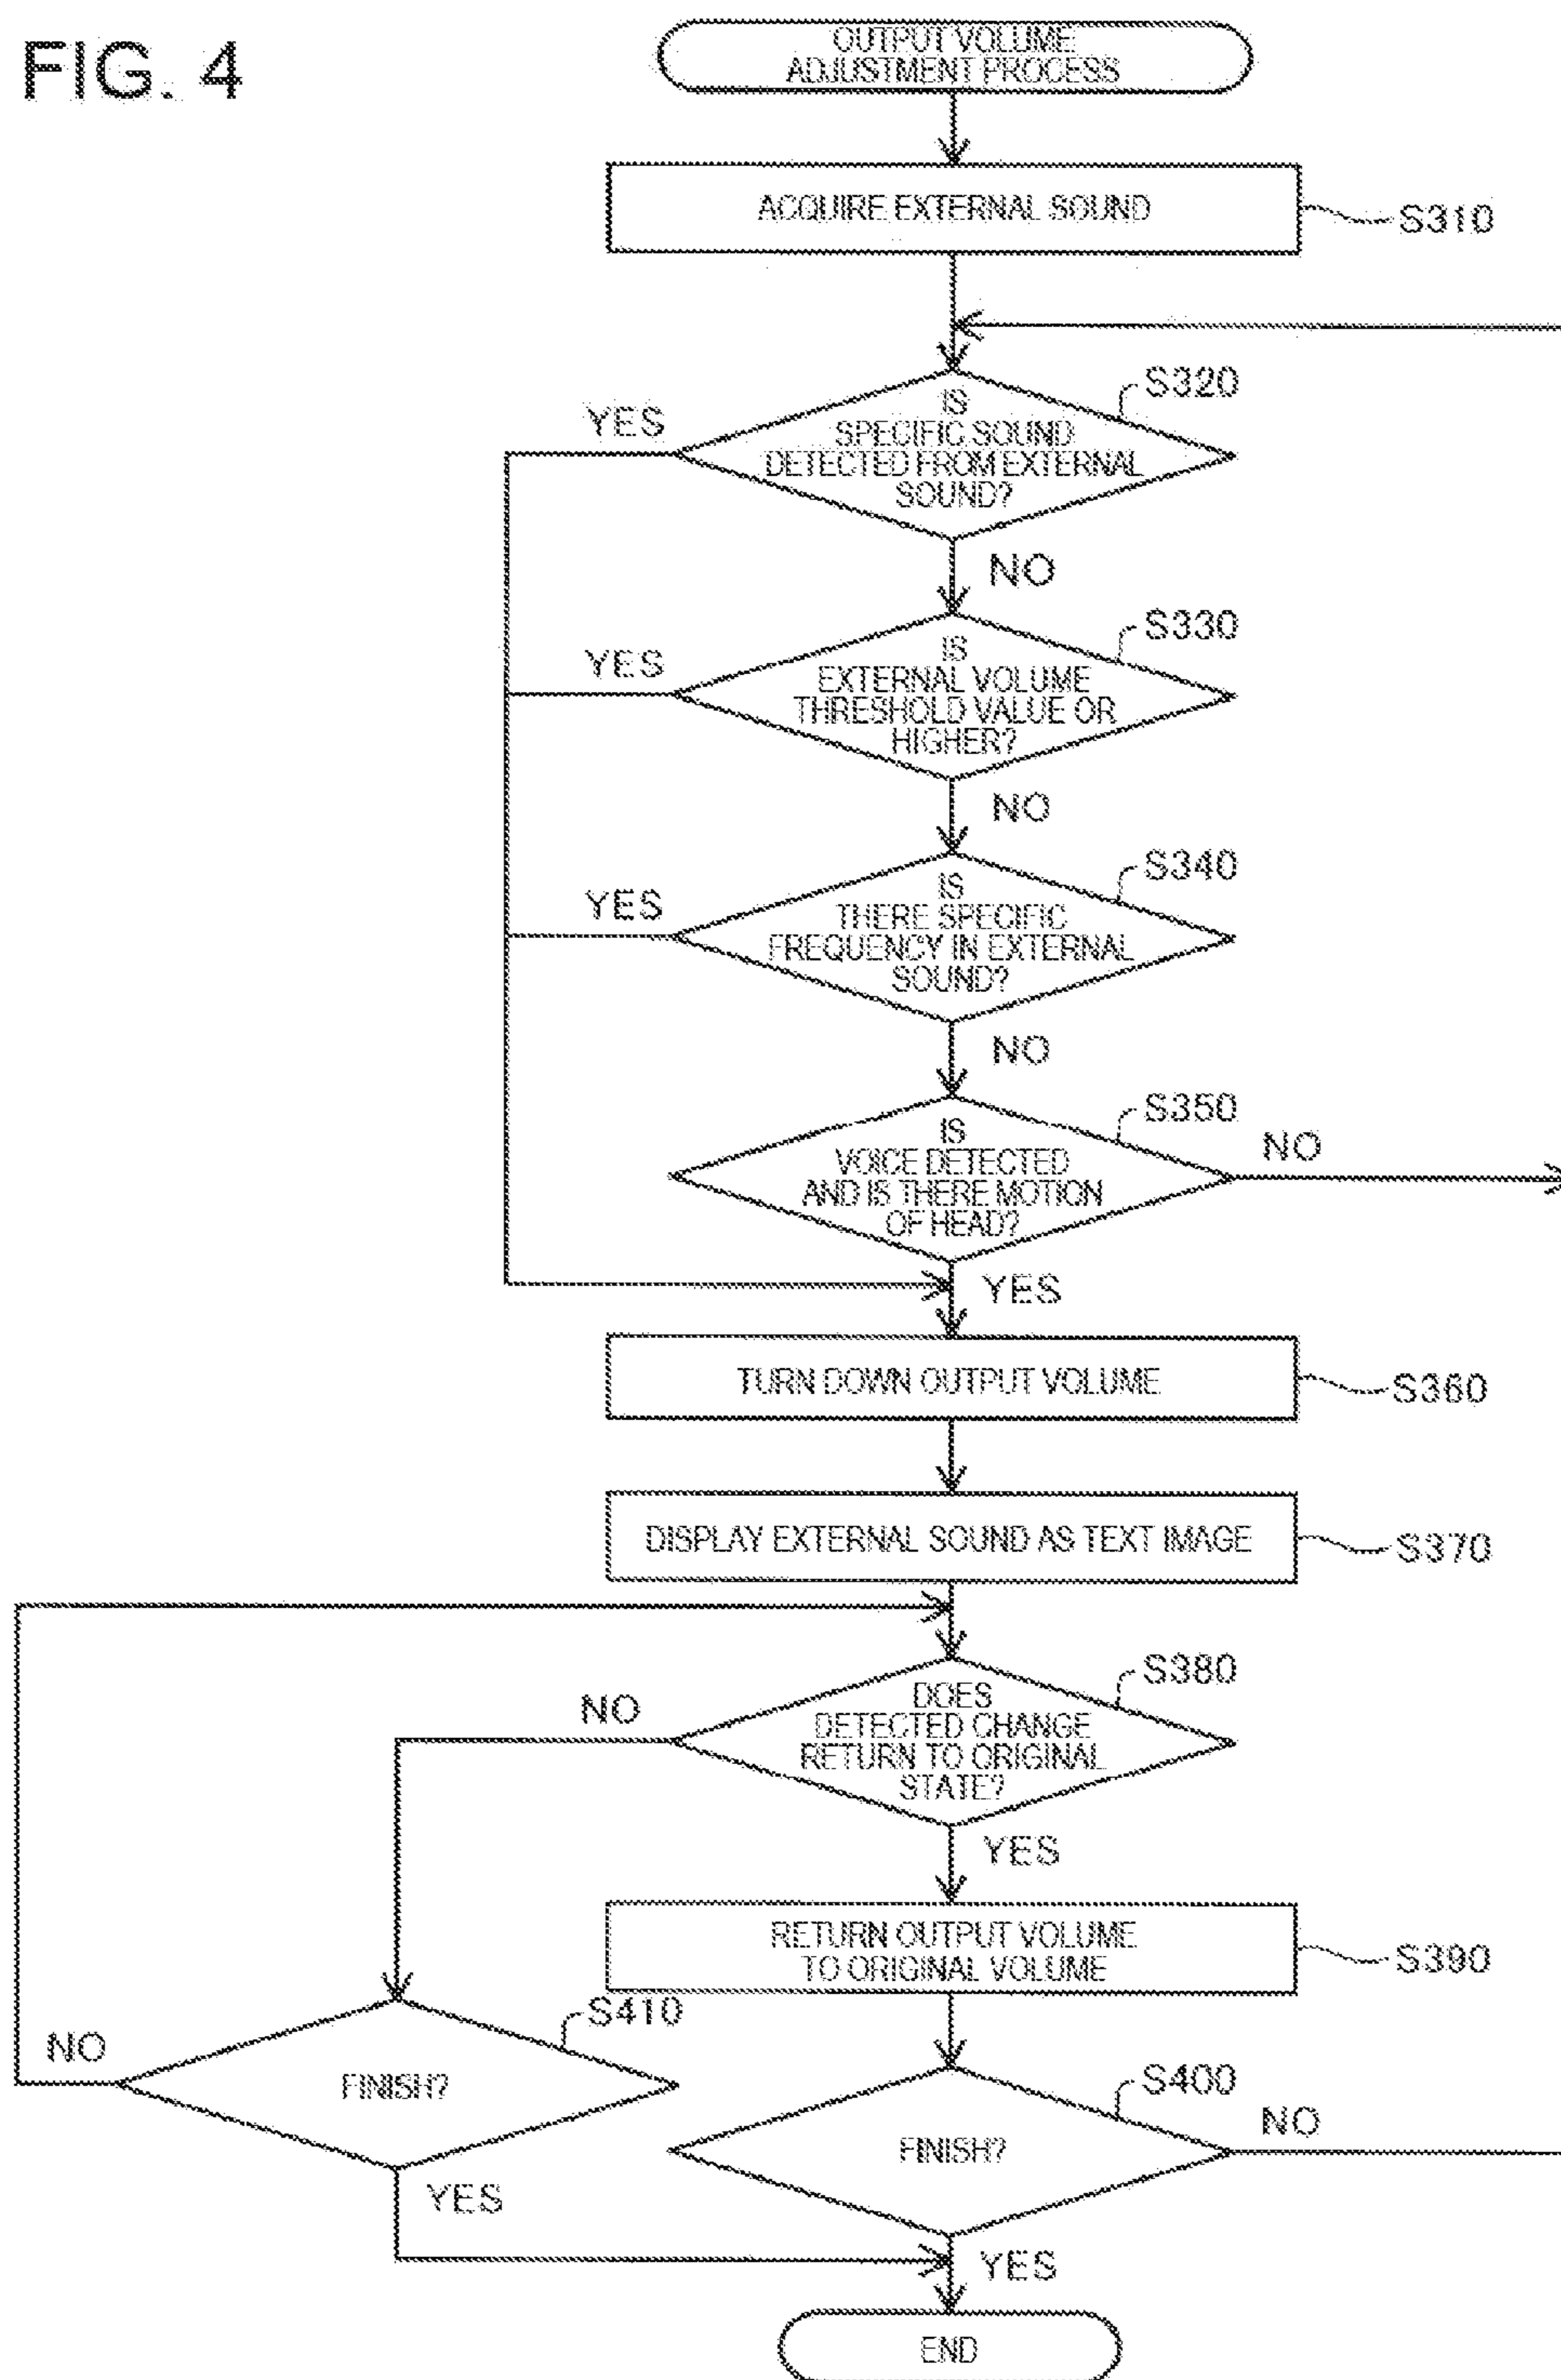 FIG. 4
OUTPUT VOLUME
ADJUSTMENT PROCESS
ACQUIRE EXTERNAL SOUND
S310
S320
IS
SPECIFIC SOUND
DETECTED FROM EXTERNAL
SOUND?
YES
NO
S330
IS
EXTERNAL VOLUME
THRESHOLD VALUE OR
HIGHER?
YES
NO
S340
IS
THERE SPECIFIC
FREQUENCY IN EXTERNAL
SOUND?
YES
NO
S350
IS
VOICE DETECTED
AND IS THERE MOTION
OF HEAD?
NO
YES
TURN DOWN OUTPUT VOLUME
S360
DISPLAY EXTERNAL SOUND AS TEXT IMAGE
S370
S380
DOES
DETECTED CHANGE
RETURN TO ORIGINAL
STATE?
NO
YES
RETURN OUTPUT VOLUME
TO ORIGINAL VOLUME
S390
S410
FINISH?
NO
YES
S400
FINISH?
NO
YES
END